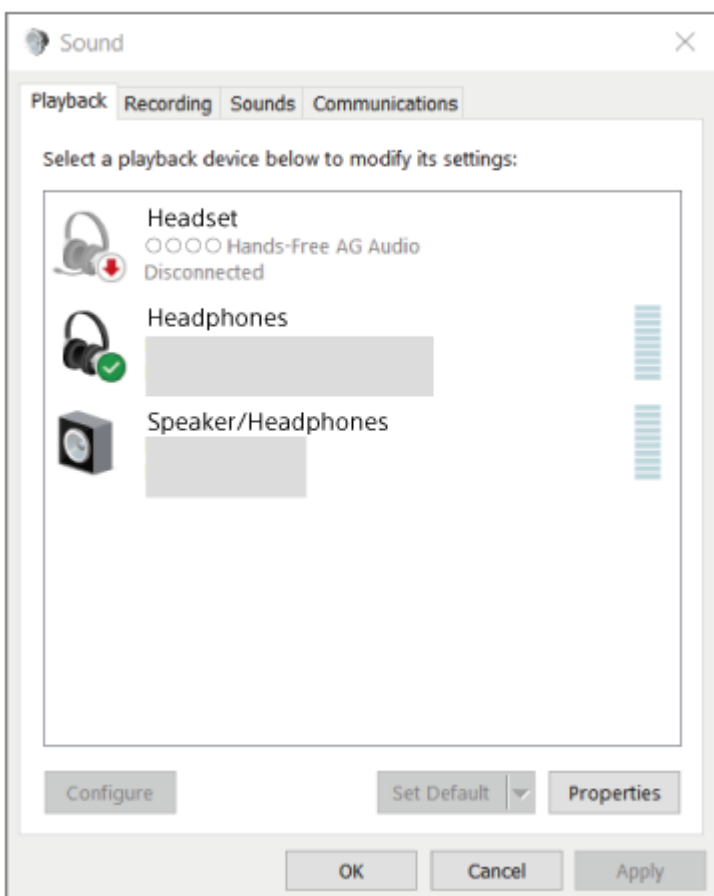 Sound
Playback Recording Sounds Communications
Select a playback device below to modify its settings:
Headset
○○○○ Hands-Free AG Audio
Disconnected
Headphones
Speaker/Headphones
Configure Set Default Properties
OK Cancel Apply